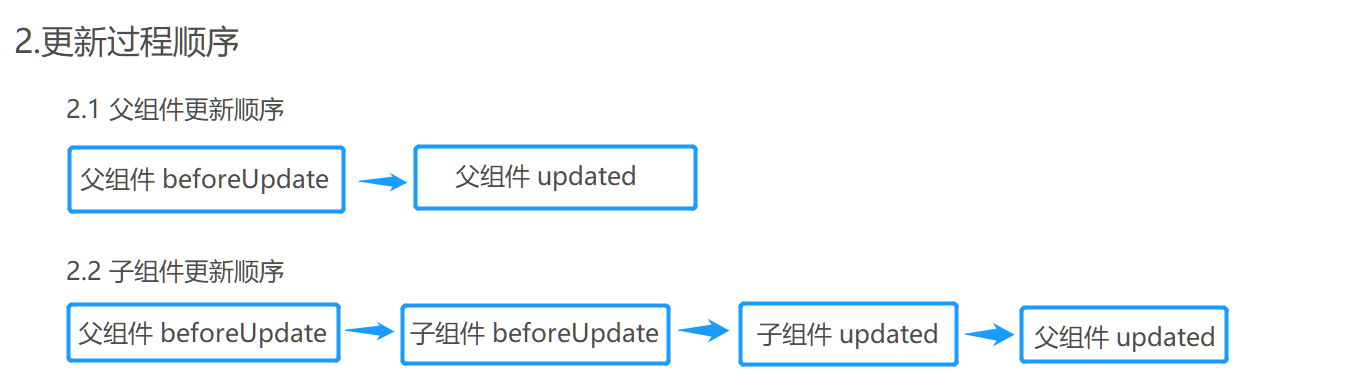 2.更新过程顺序
2.1 父组件更新顺序
父组件 beforeUpdate 父组件 updated
2.2 子组件更新顺序
父组件 beforeUpdate 子组件 beforeUpdate 子组件 updated 父组件 updated